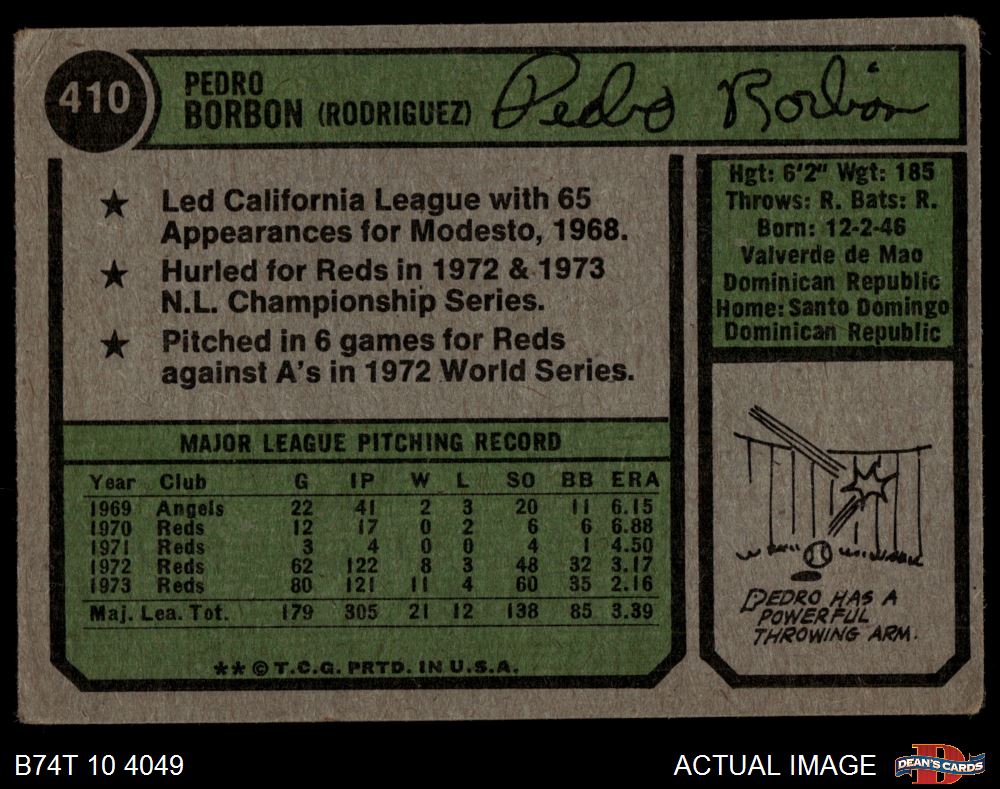 410
PEDRO
BORBON (RODRIGUEZ)
Pedro Borbon
★ Led California League with 65
Appearances for Modesto, 1968.
★ Hurled for Reds in 1972 & 1973
N.L. Championship Series.
★ Pitched in 6 games for Reds
against A's in 1972 World Series.
MAJOR LEAGUE PITCHING RECORD
Year Club G IP W L SO BB ERA
1969 Angels 22 41 2 3 20 11 6.15
1970 Reds 12 17 0 2 6 6 6.88
1971 Reds 3 4 0 0 4 1 4.50
1972 Reds 62 122 8 3 48 32 3.17
1973 Reds 80 121 11 4 60 35 2.16
Maj. Lea. Tot. 179 305 21 12 138 85 3.39
** © T.C.G. PRTD. IN U.S.A.
Hgt: 6'2" Wgt: 185
Throws: R. Bats: R.
Born: 12-2-46
Valverde de Mao
Dominican Republic
Home: Santo Domingo
Dominican Republic
PEDRO HAS A
POWERFUL
THROWING ARM.
B74T 10 4049
ACTUAL IMAGE
DEAN'S CARDS